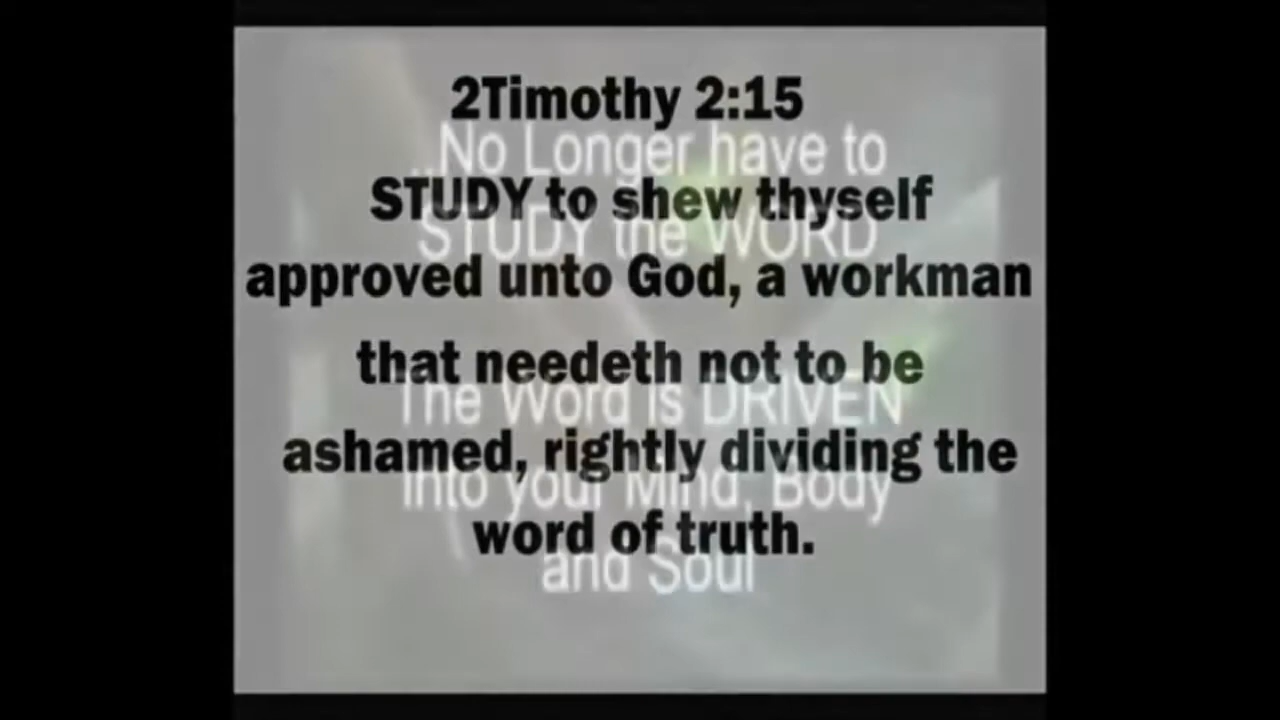 2Timothy 2:15
..No Longer have to
STUDY to shew thyself
STUDY the WORD
approved unto God, a workman
that needeth not to be
The Word is DRIVEN
ashamed, rightly dividing the
into your Mind, Body
word of truth.
and Soul